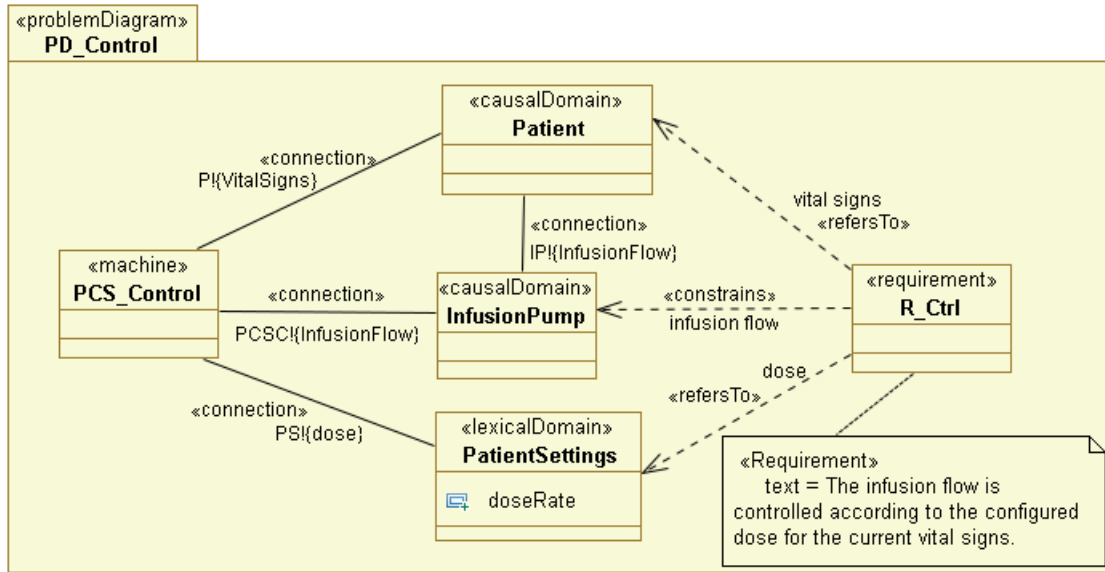 «problemDiagram»
PD_Control
«causalDomain»
Patient
«connection»
P!{VitalSigns}
vital signs
«refersTo»
«connection»
IP!{InfusionFlow}
«machine»
PCS_Control
«connection»
PCSC!{InfusionFlow}
«causalDomain»
InfusionPump
«constrains»
infusion flow
«requirement»
R_Ctrl
«connection»
PS!{dose}
dose
«refersTo»
«lexicalDomain»
PatientSettings
doseRate
«Requirement»
text = The infusion flow is
controlled according to the configured
dose for the current vital signs.